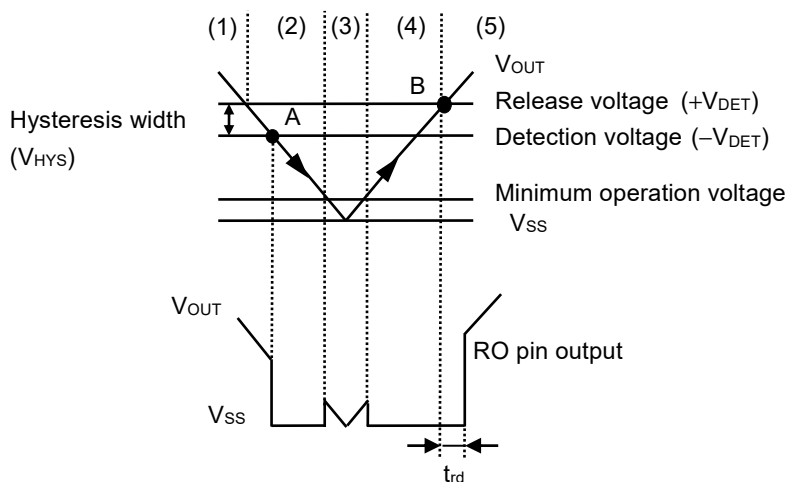 (1) (2) (3) (4) (5)
VOUT
B
Release voltage (+VDET)
A
Hysteresis width
(VHYS)
Detection voltage (−VDET)
Minimum operation voltage
VSS
VOUT
RO pin output
VSS
trd